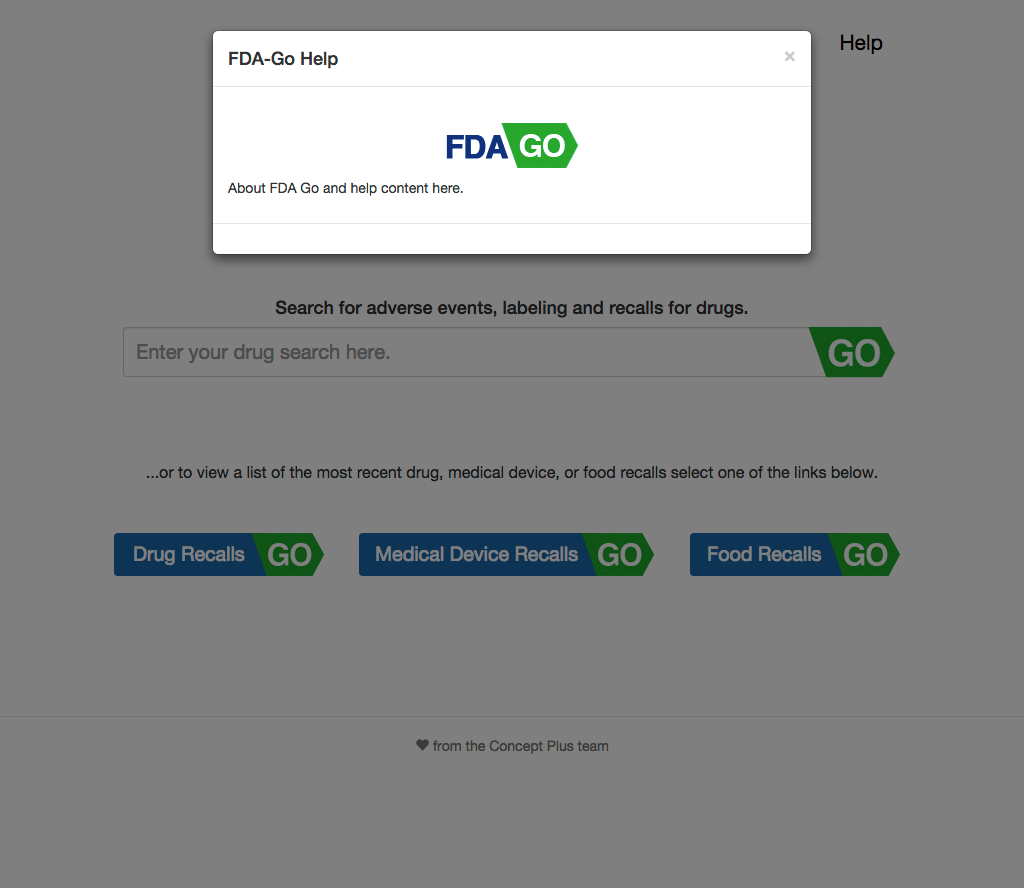 Help
FDA-Go Help
×
FDA GO
About FDA Go and help content here.
Search for adverse events, labeling and recalls for drugs.
Enter your drug search here.
GO
...or to view a list of the most recent drug, medical device, or food recalls select one of the links below.
Drug Recalls GO
Medical Device Recalls GO
Food Recalls GO
♥ from the Concept Plus team